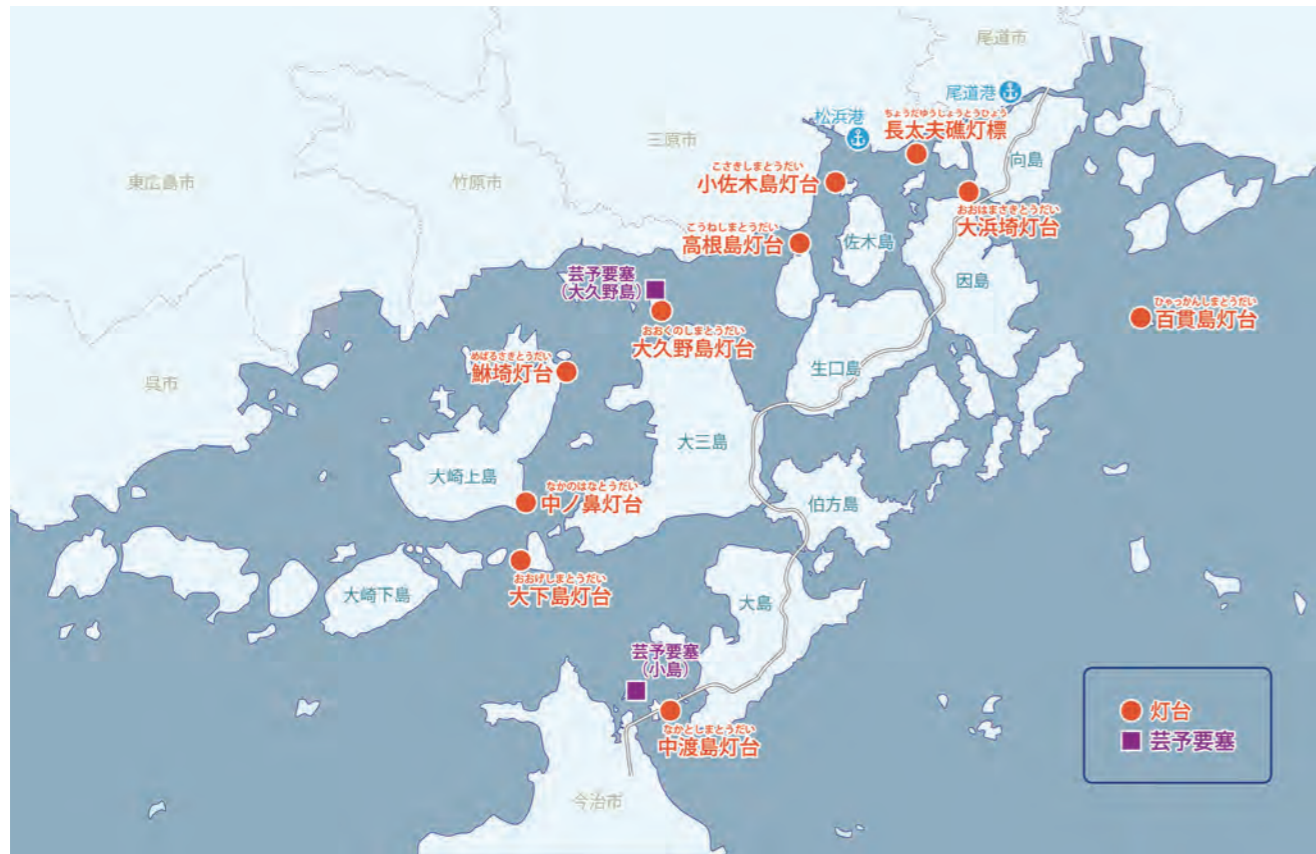 尾道市
尾道港
松浜港
ちょうだゆうしょうとうひょう
長太夫礁灯標
三原市
向島
こさきしまとうだい
小佐木島灯台
東広島市
竹原市
おおはまさきとうだい
大浜埼灯台
こうねしまとうだい
高根島灯台
佐木島
芸予要塞
(大久野島)
因島
ひゃっかんしまとうだい
百貫島灯台
おおぐのしまとうだい
大久野島灯台
めばるさきとうだい
鮴埼灯台
生口島
呉市
大三島
大崎上島
なかのはなとうだい
中ノ鼻灯台
伯方島
おおげしまとうだい
大下島灯台
大崎下島
大島
芸予要塞
(小島)
なかとしまとうだい
中渡島灯台
今治市
灯台
芸予要塞